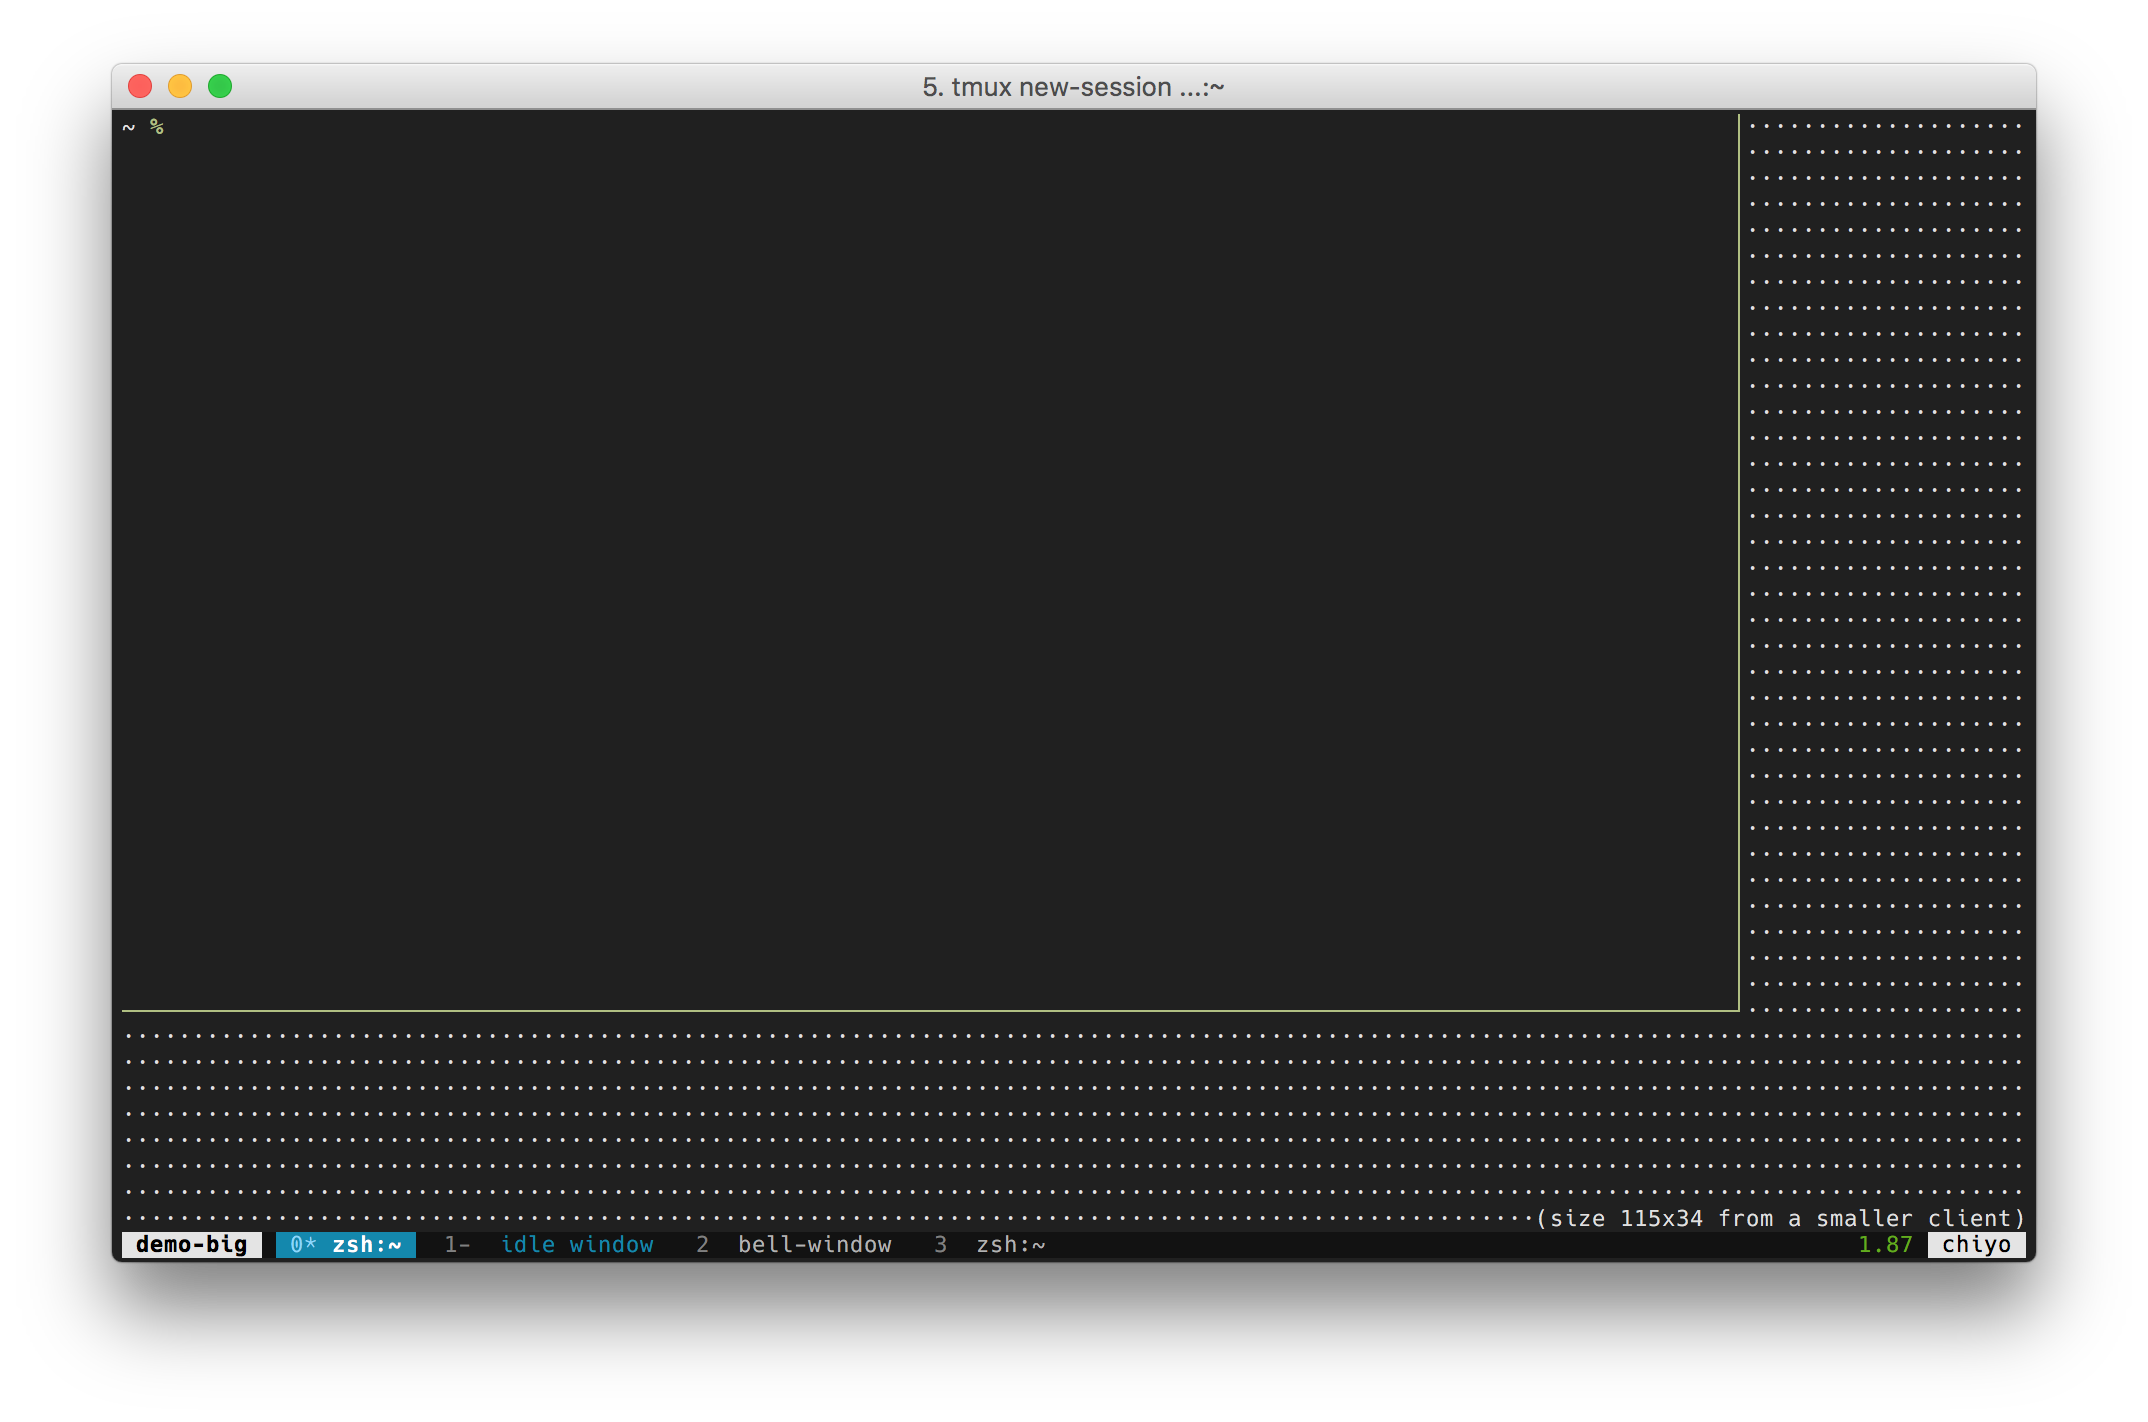 5. tmux new-session ...:~
~ %
(size 115x34 from a smaller client)
demo-big 0* zsh:~ 1- idle window 2 bell-window 3 zsh:~ 1.87 chiyo